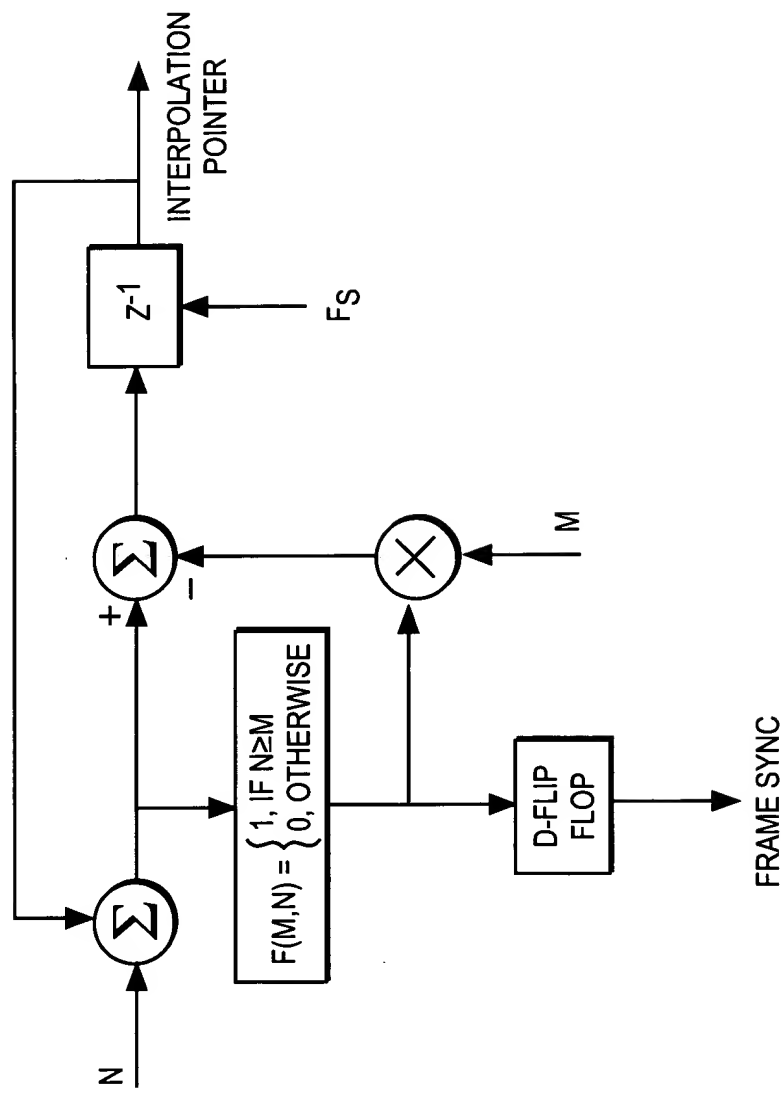 INTERPOLATION
POINTER
Z-1
FS
Σ
Σ
+
−
M
N
F(M,N) = { 1, IF N≥M
{ 0, OTHERWISE
D-FLIP
FLOP
FRAME SYNC